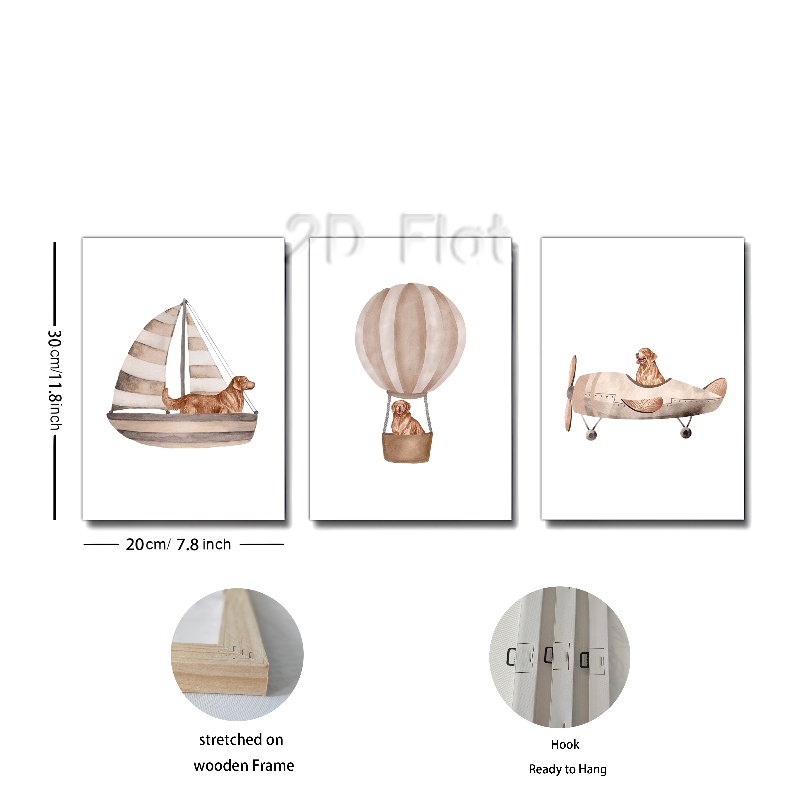 2D Flat
30cm/11.8inch
20cm/ 7.8 inch
stretched on
wooden Frame
Hook
Ready to Hang